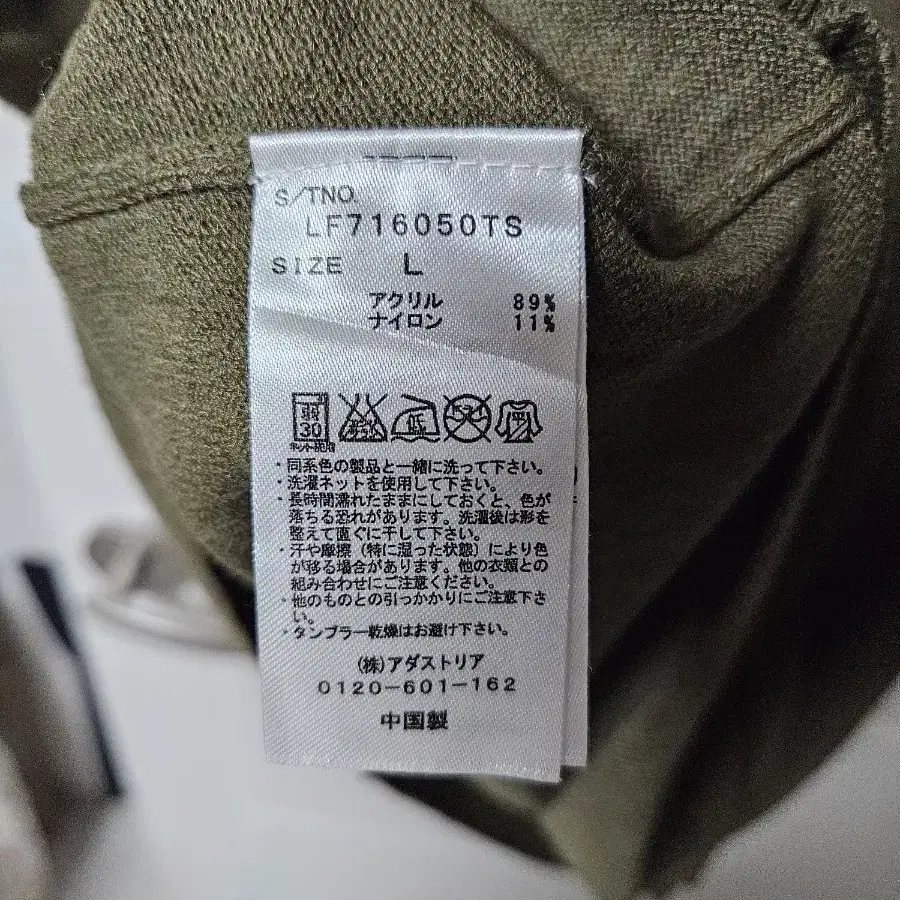 S/TNO.
LF716050TS
SIZE L
アクリル 89%
ナイロン 11%
弱
30
低
・同系色の製品と一緒に洗って下さい。
・洗濯ネットを使用して下さい。
・長時間濡れたままにしておくと、色が
落ちる恐れがあります。洗濯後は形を
整えて直ぐに干して下さい。
・汗や摩擦（特に湿った状態）により色
が移る場合があります。他の衣類との
組み合わせにご注意ください。
・他のものとの引っかかりにご注意下さ
い。
・タンブラー乾燥はお避け下さい。
(株)アダストリア
0120-601-162
中国製